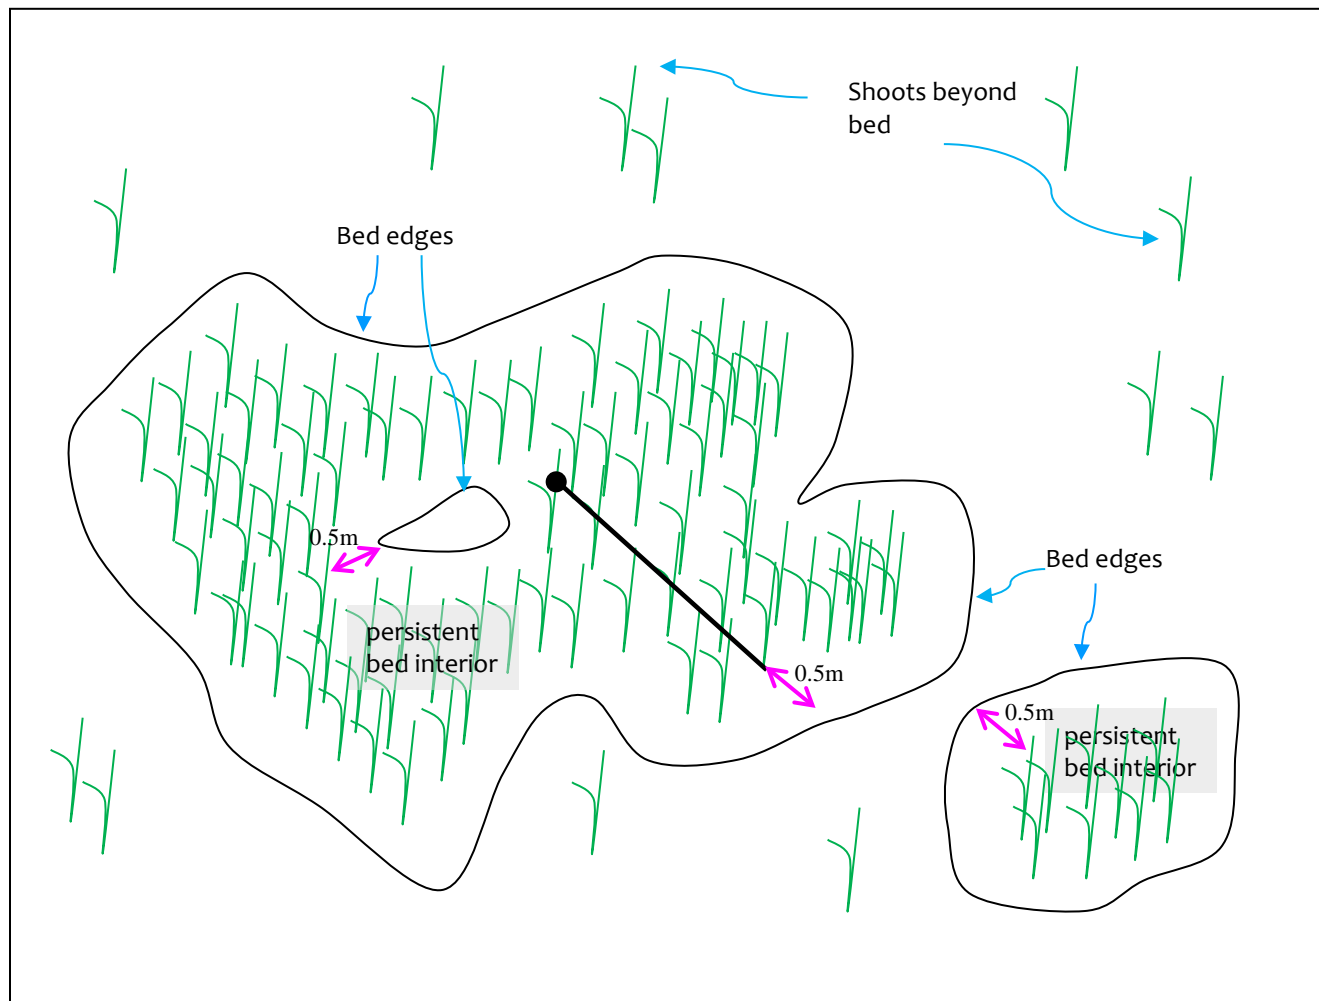 Shoots beyond
bed
Bed edges
0.5m
Bed edges
persistent
bed interior
0.5m
0.5m
persistent
bed interior